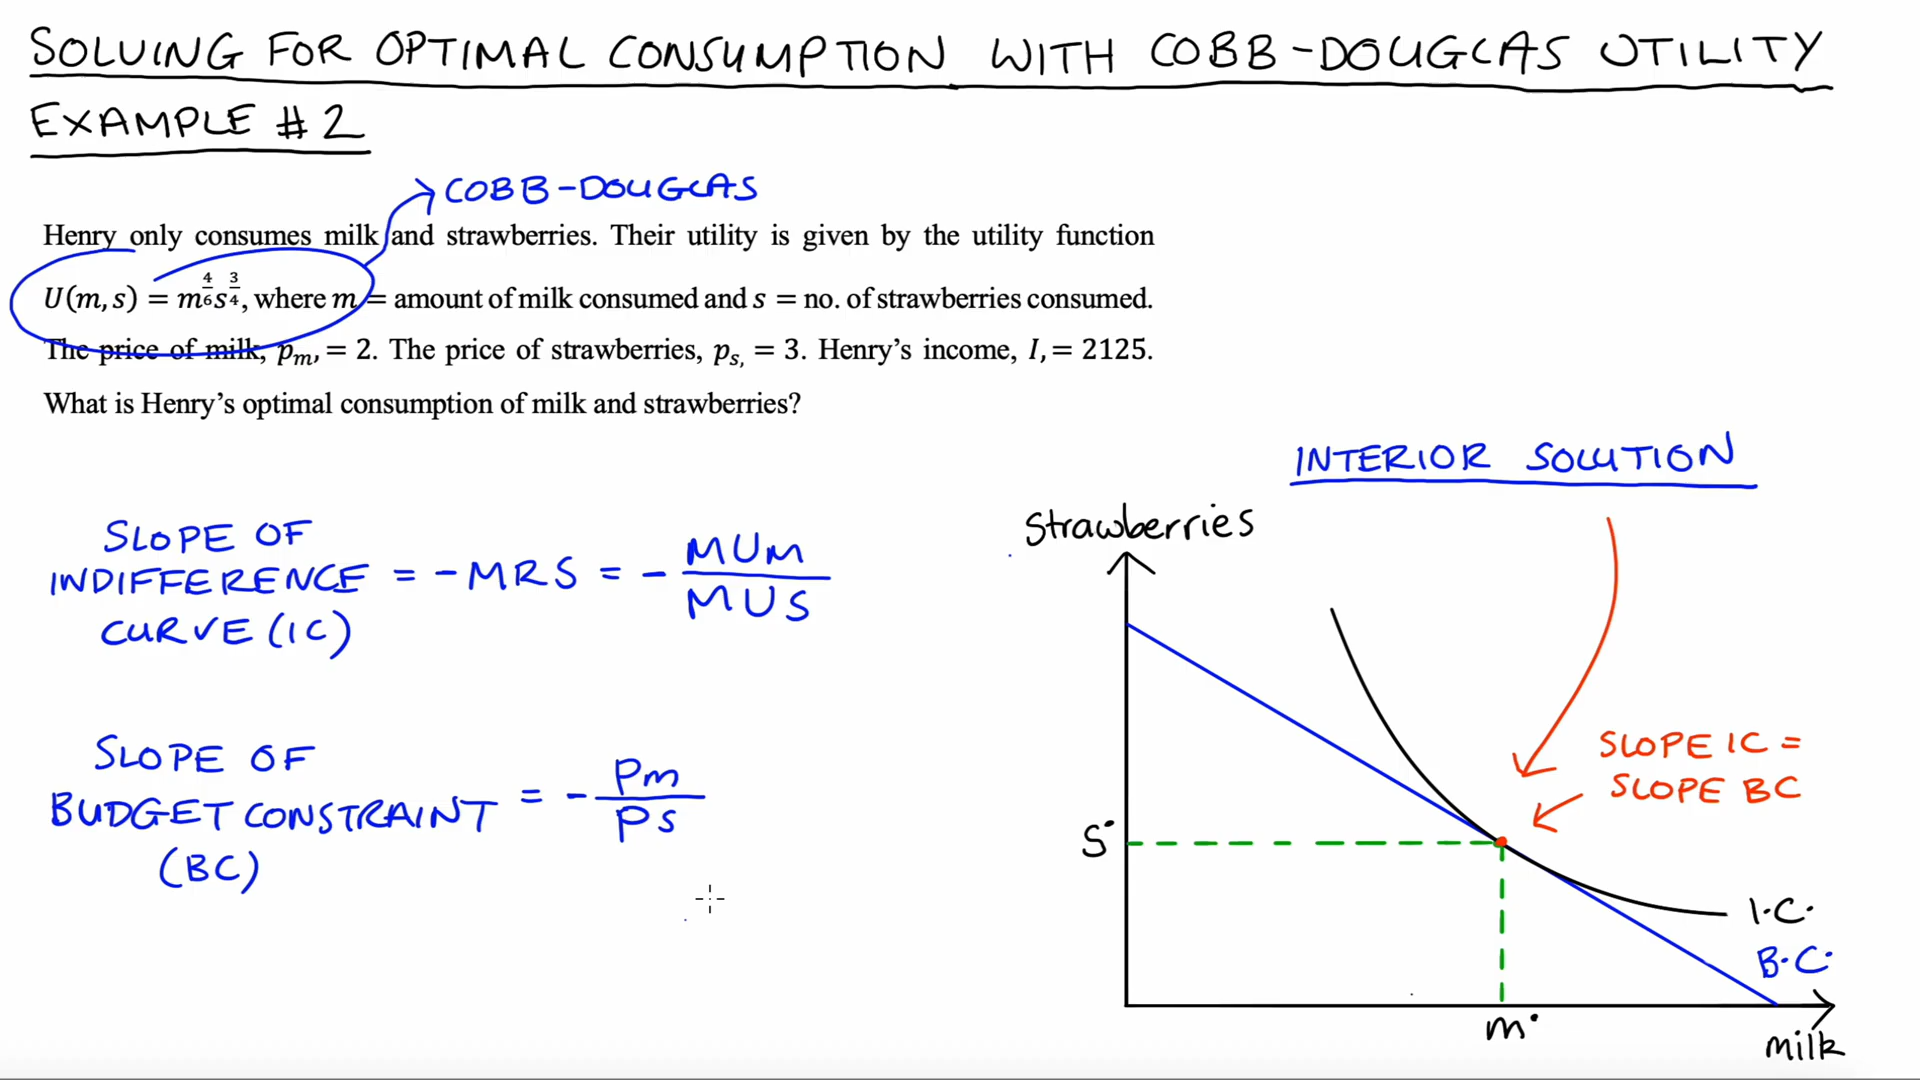 SOLVING FOR OPTIMAL CONSUMPTION WITH COBB-DOUGLAS UTILITY
EXAMPLE #2
COBB-DOUGLAS
Henry only consumes milk and strawberries. Their utility is given by the utility function
U(m,s) = m^{4/6}s^{3/4}, where m = amount of milk consumed and s = no. of strawberries consumed.
The price of milk, p_m, = 2. The price of strawberries, p_s, = 3. Henry's income, I, = 2125.
What is Henry's optimal consumption of milk and strawberries?
INTERIOR SOLUTION
SLOPE OF
INDIFFERENCE
CURVE (IC)
= -MRS = - MUM / MUS
SLOPE OF
BUDGET CONSTRAINT
(BC)
= - Pm / Ps
Strawberries
SLOPE IC =
SLOPE BC
S*
I.C.
B.C.
m*
milk